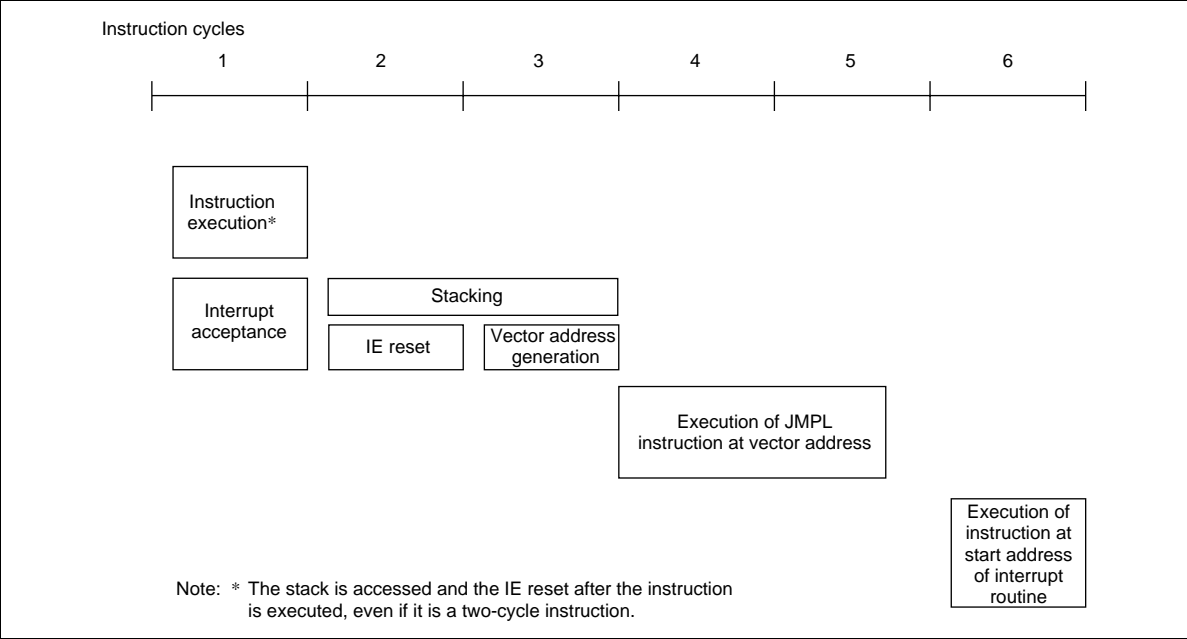 Instruction cycles
1 2 3 4 5 6
Instruction
execution*
Interrupt
acceptance
Stacking
IE reset
Vector address
generation
Execution of JMPL
instruction at vector address
Execution of
instruction at
start address
of interrupt
routine
Note: * The stack is accessed and the IE reset after the instruction
is executed, even if it is a two-cycle instruction.